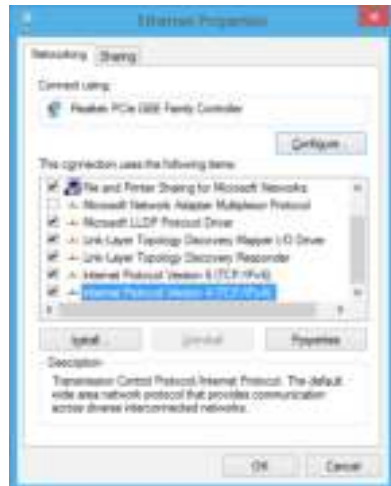 Ethernet Properties
Networking Sharing
Connect using:
Realtek PCIe GBE Family Controller
Configure...
This connection uses the following items:
File and Printer Sharing for Microsoft Networks
Microsoft Network Adapter Multiplexor Protocol
Microsoft LLDP Protocol Driver
Link-Layer Topology Discovery Mapper I/O Driver
Link-Layer Topology Discovery Responder
Internet Protocol Version 6 (TCP/IPv6)
Internet Protocol Version 4 (TCP/IPv4)
Install... Uninstall Properties
Description
Transmission Control Protocol/Internet Protocol. The default
wide area network protocol that provides communication
across diverse interconnected networks.
OK Cancel